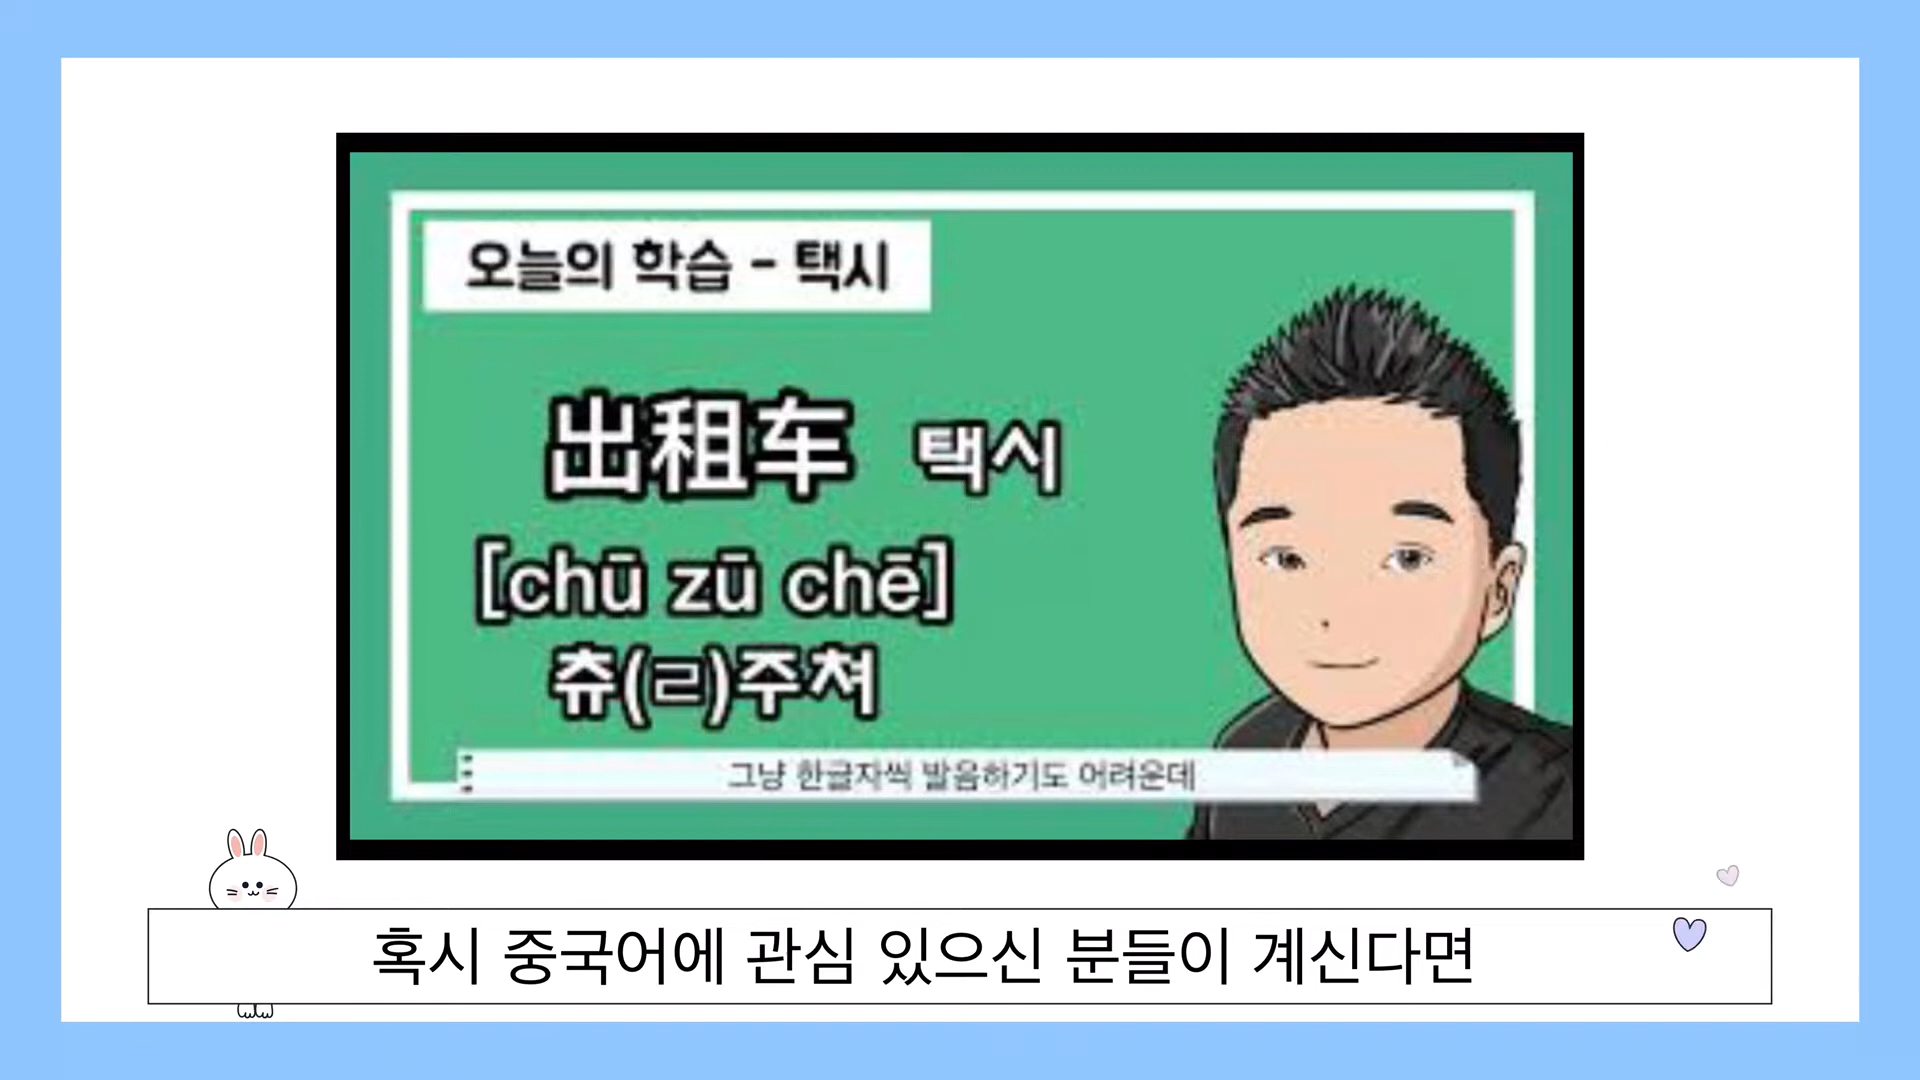 오늘의 학습 - 택시
出租车 택시
[chū zū chē]
츄(ㄹ)주쳐
그냥 한글자씩 발음하기도 어려운데
혹시 중국어에 관심 있으신 분들이 계신다면